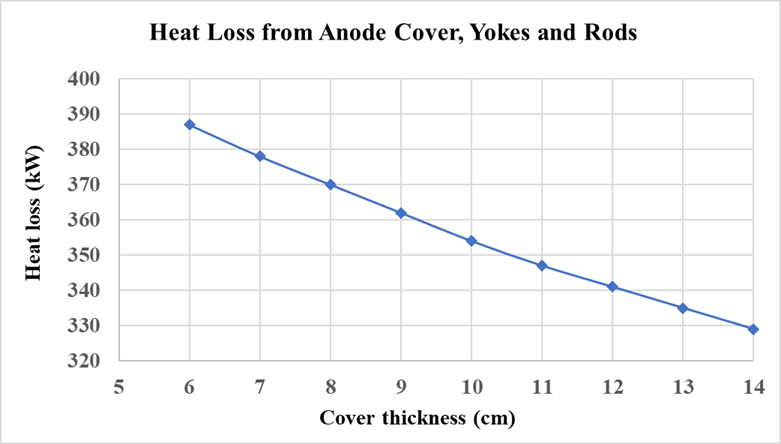 Heat Loss from Anode Cover, Yokes and Rods
Heat loss (kW)
400
390
380
370
360
350
340
330
320
5 6 7 8 9 10 11 12 13 14
Cover thickness (cm)